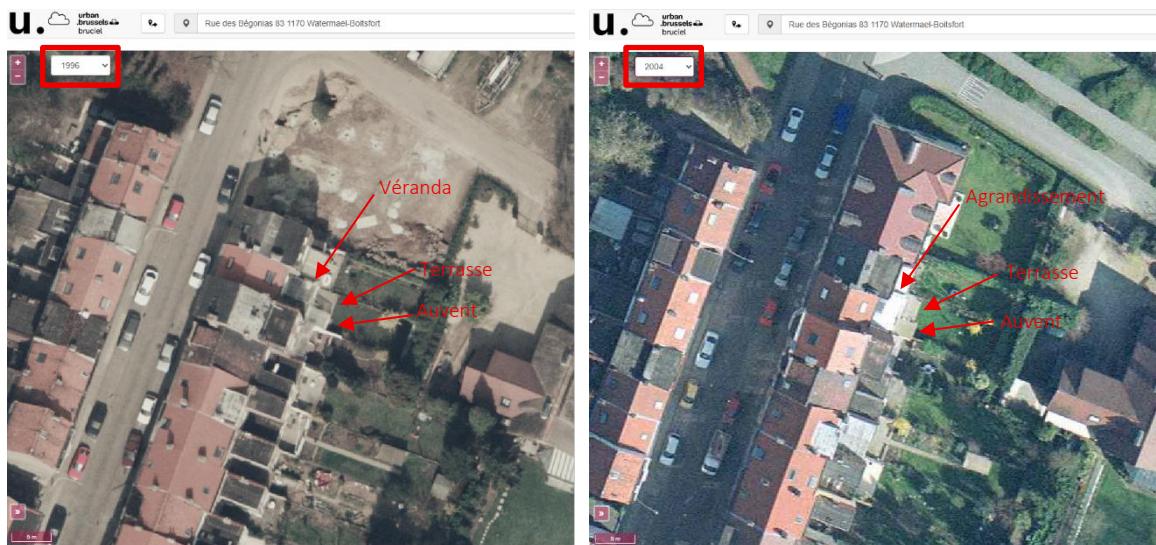 u.
urban
.brussels
bruciel
Rue des Bégonias 83 1170 Watermael-Boitsfort
+
1996
–
Véranda
Terrasse
Auvent
»
5 m
u.
urban
.brussels
bruciel
Rue des Bégonias 83 1170 Watermael-Boitsfort
+
2004
–
Agrandissement
Terrasse
Auvent
»
5 m